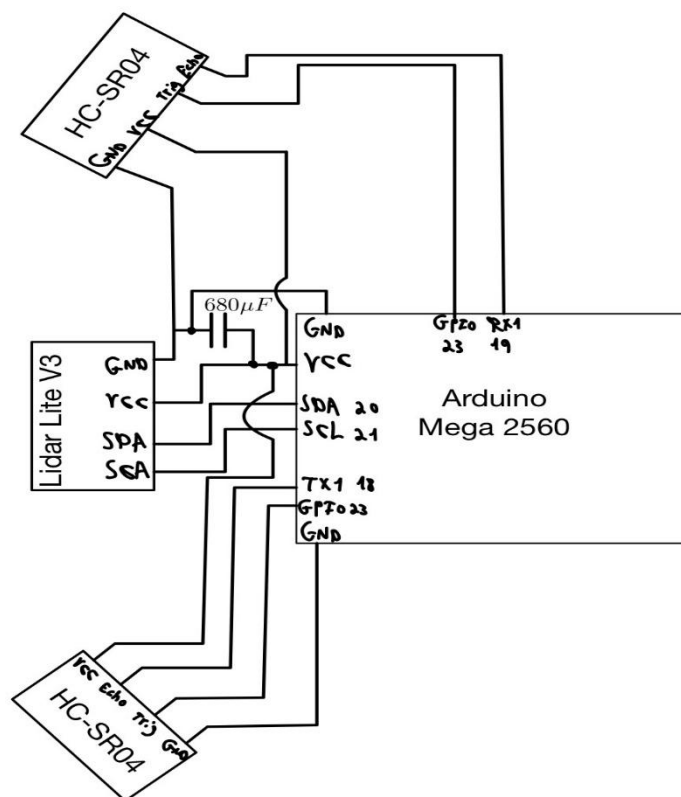 HC-SR04
Echo
Trig
VCC
GND
680μF
GND
GPIO
23
RX1
19
Lidar Lite V3
GND
VCC
SDA
SCA
VCC
SDA 20
SCL 21
TX1 18
GPIO 23
GND
Arduino
Mega 2560
VCC
Echo
Trig
GND
HC-SR04